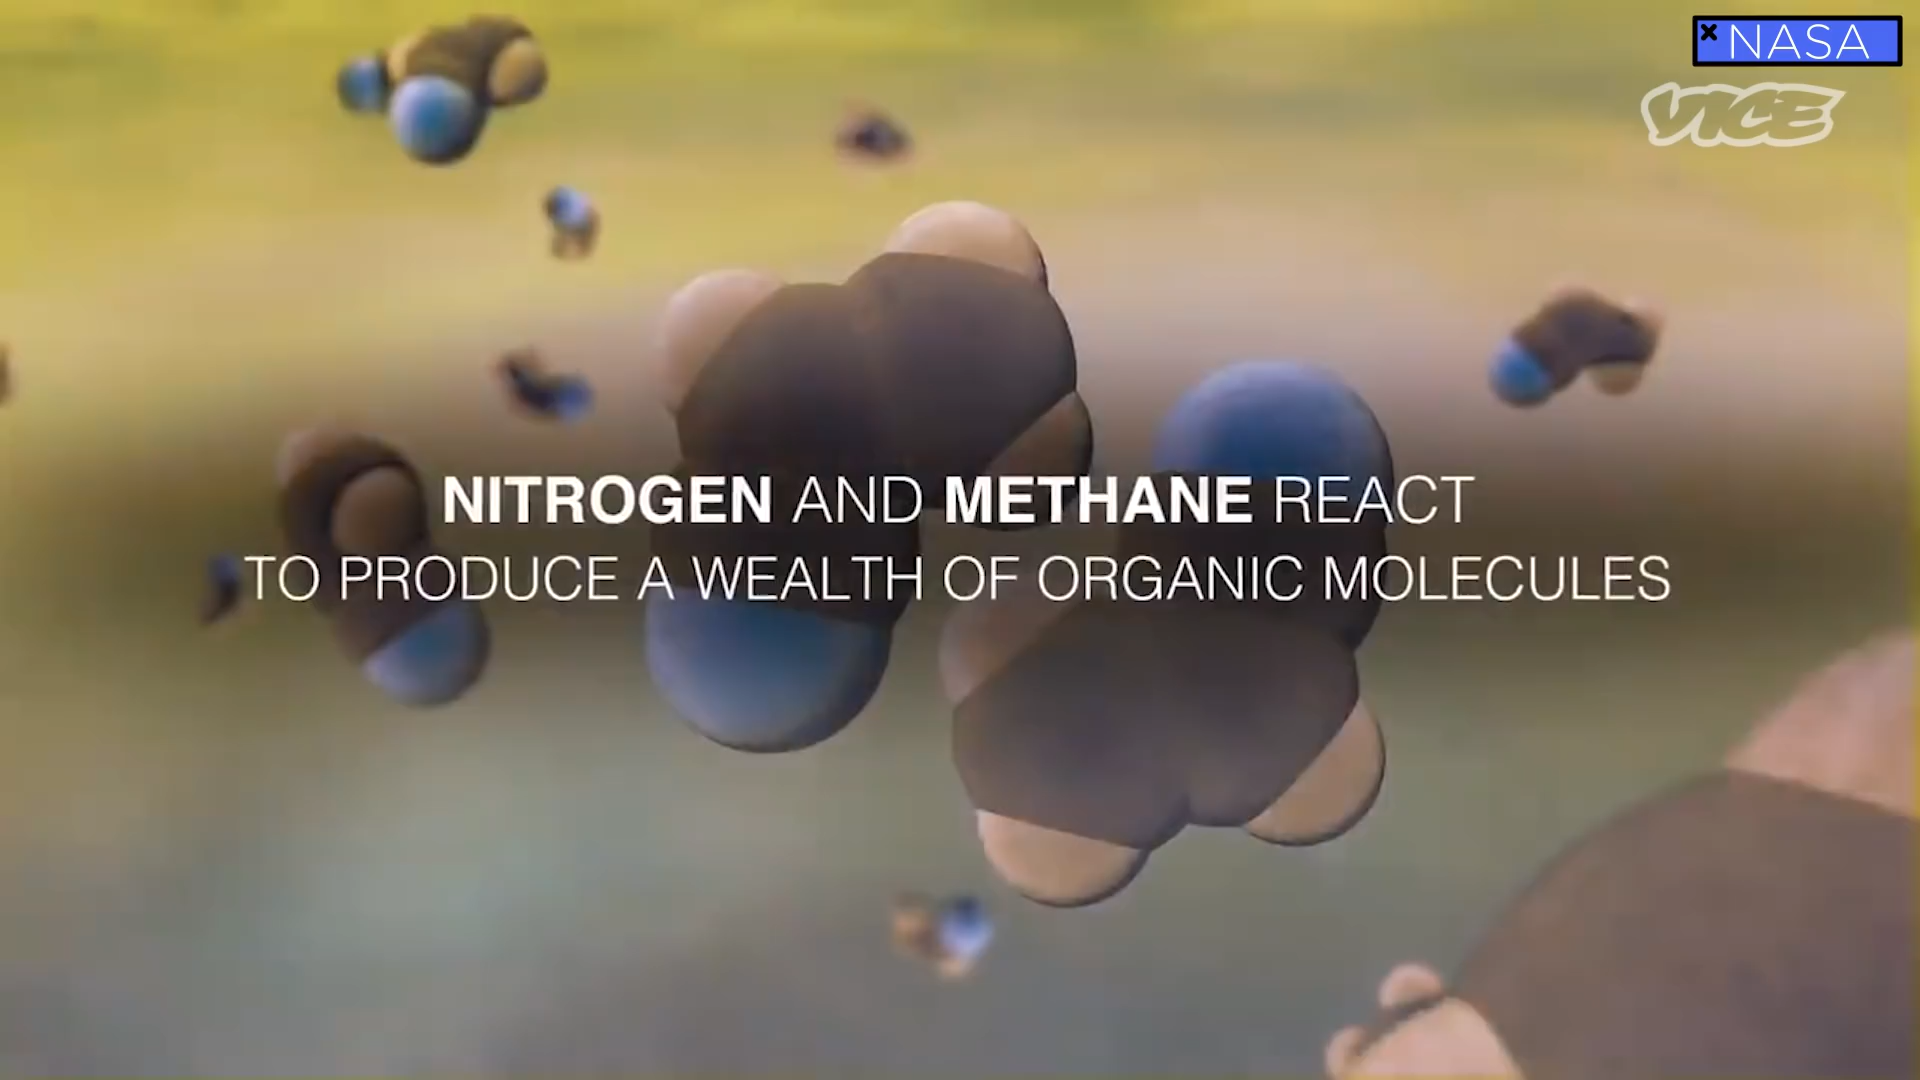 NASA
VICE
NITROGEN AND METHANE REACT
TO PRODUCE A WEALTH OF ORGANIC MOLECULES